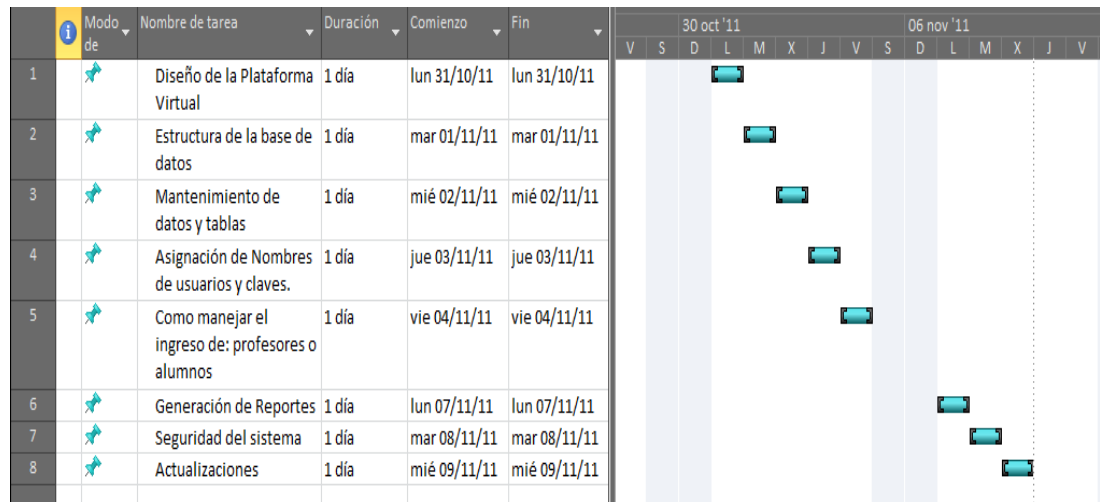 Modo de Nombre de tarea Duración Comienzo Fin
30 oct '11 06 nov '11
V S D L M X J V S D L M X J V
1 Diseño de la Plataforma 1 día lun 31/10/11 lun 31/10/11
Virtual
2 Estructura de la base de 1 día mar 01/11/11 mar 01/11/11
datos
3 Mantenimiento de 1 día mié 02/11/11 mié 02/11/11
datos y tablas
4 Asignación de Nombres 1 día jue 03/11/11 jue 03/11/11
de usuarios y claves.
5 Como manejar el 1 día vie 04/11/11 vie 04/11/11
ingreso de: profesores o
alumnos
6 Generación de Reportes 1 día lun 07/11/11 lun 07/11/11
7 Seguridad del sistema 1 día mar 08/11/11 mar 08/11/11
8 Actualizaciones 1 día mié 09/11/11 mié 09/11/11